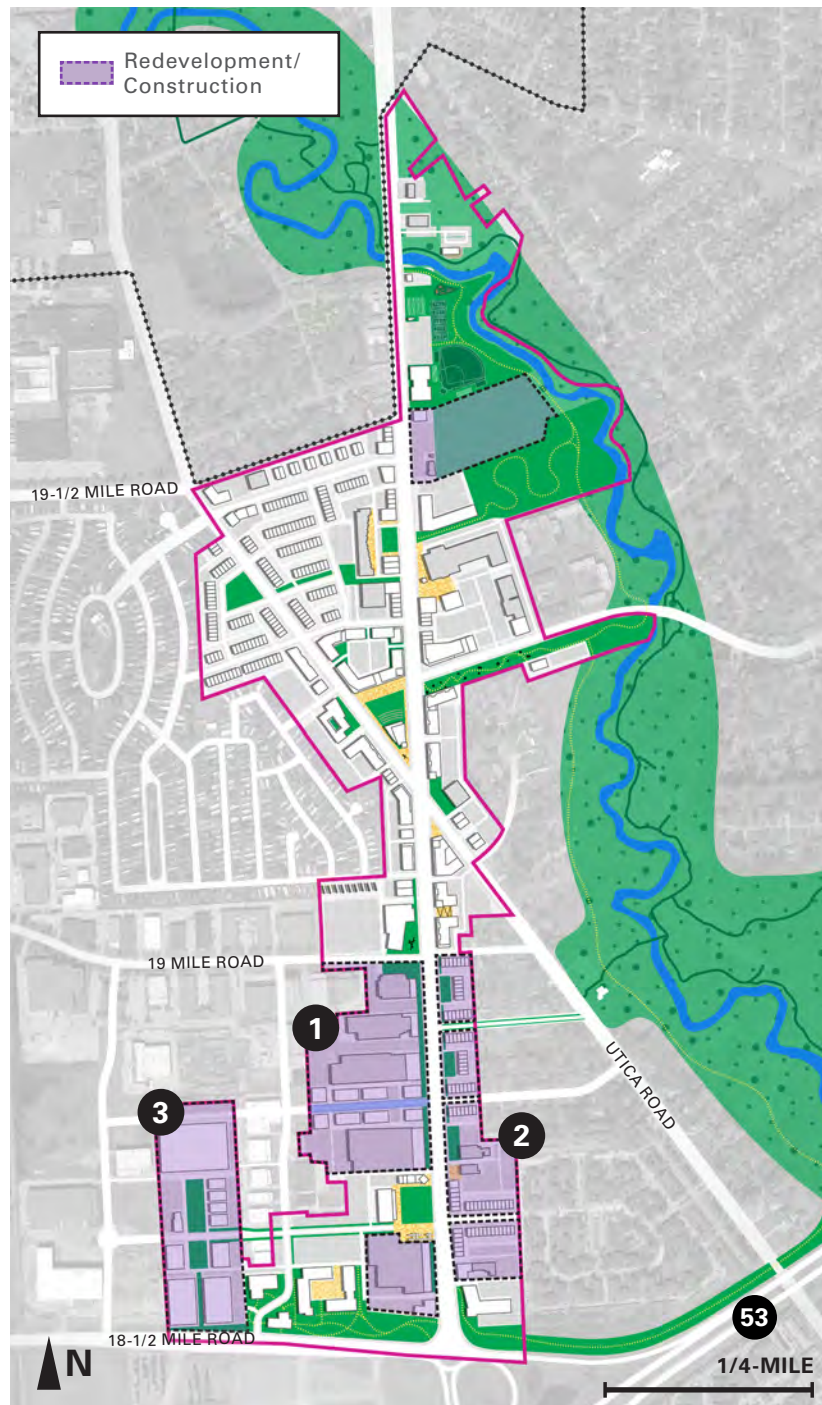 Redevelopment/
Construction
19-1/2 MILE ROAD
19 MILE ROAD
1
3
2
UTICA ROAD
53
18-1/2 MILE ROAD
N
1/4-MILE